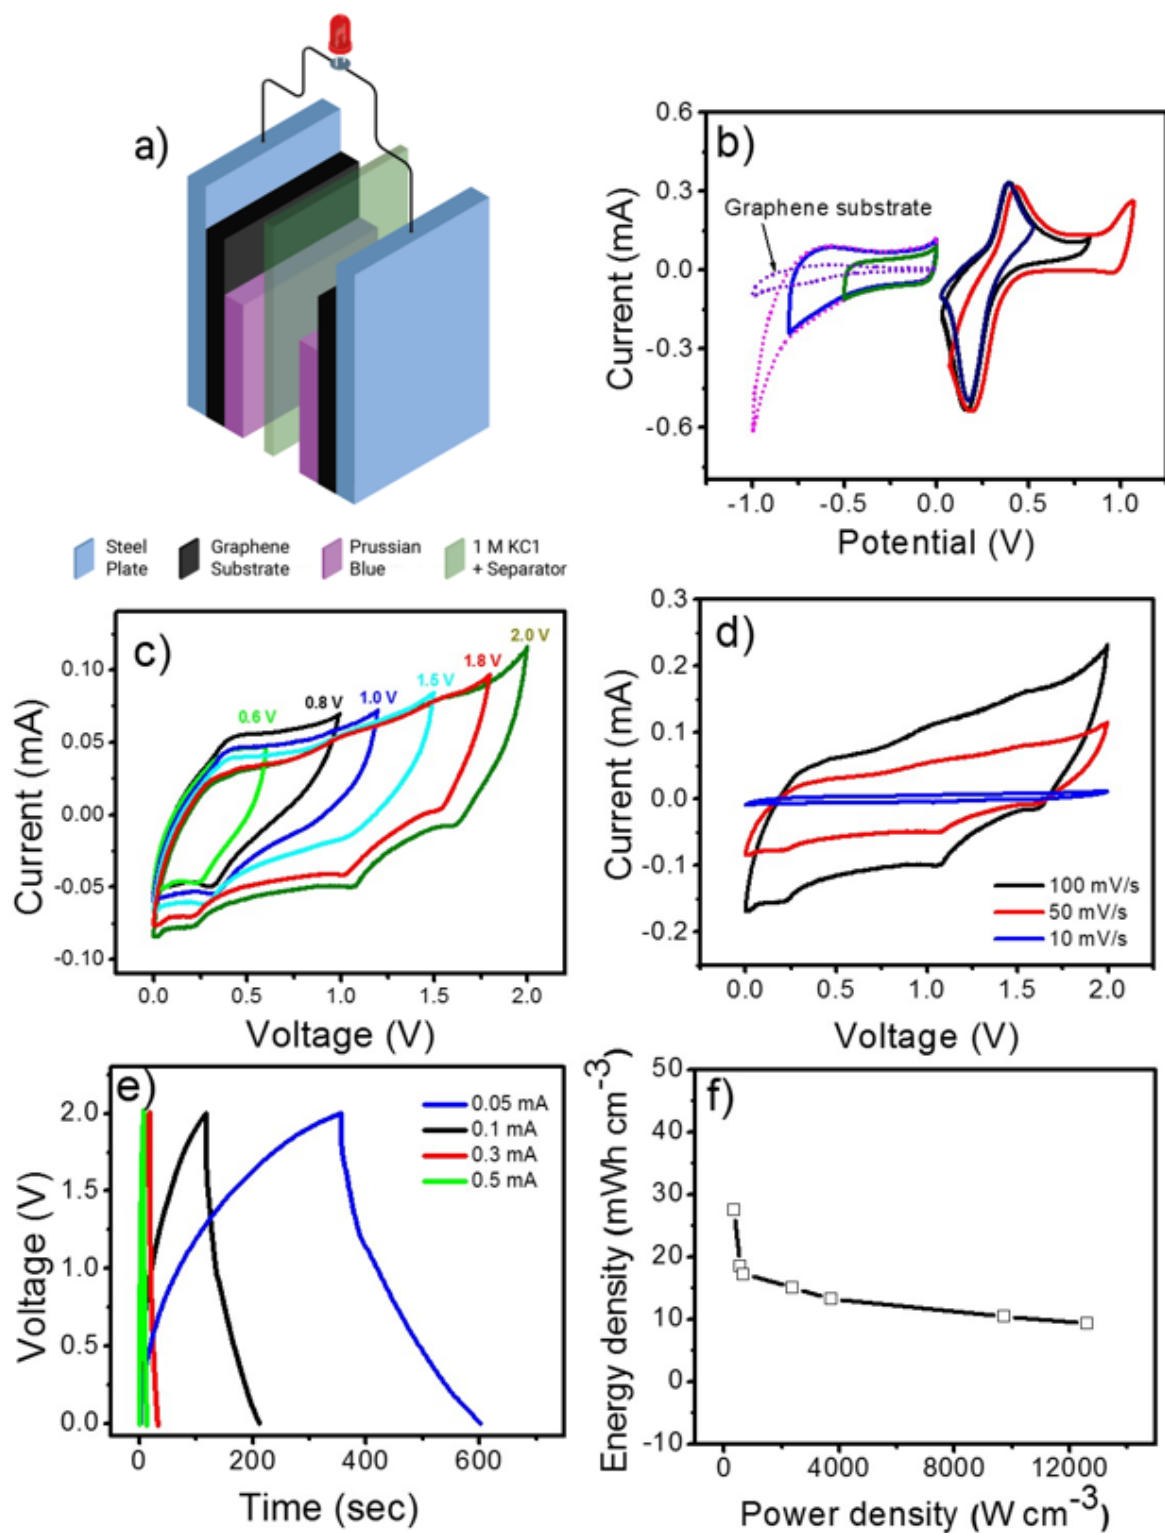 a)
Steel
Plate
Graphene
Substrate
Prussian
Blue
1 M KC1
+ Separator
b)
Graphene substrate
Current (mA)
0.6
0.3
0.0
-0.3
-0.6
-1.0 -0.5 0.0 0.5 1.0
Potential (V)
c)
0.6 V
0.8 V
1.0 V
1.5 V
1.8 V
2.0 V
Current (mA)
0.10
0.05
0.00
-0.05
-0.10
0.0 0.5 1.0 1.5 2.0
Voltage (V)
d)
Current (mA)
0.3
0.2
0.1
0.0
-0.1
-0.2
100 mV/s
50 mV/s
10 mV/s
0.0 0.5 1.0 1.5 2.0
Voltage (V)
e)
Voltage (V)
2.0
1.5
1.0
0.5
0.0
0.05 mA
0.1 mA
0.3 mA
0.5 mA
0 200 400 600
Time (sec)
f)
Energy density (mWh cm⁻³)
50
40
30
20
10
0
-10
0 4000 8000 12000
Power density (W cm⁻³)